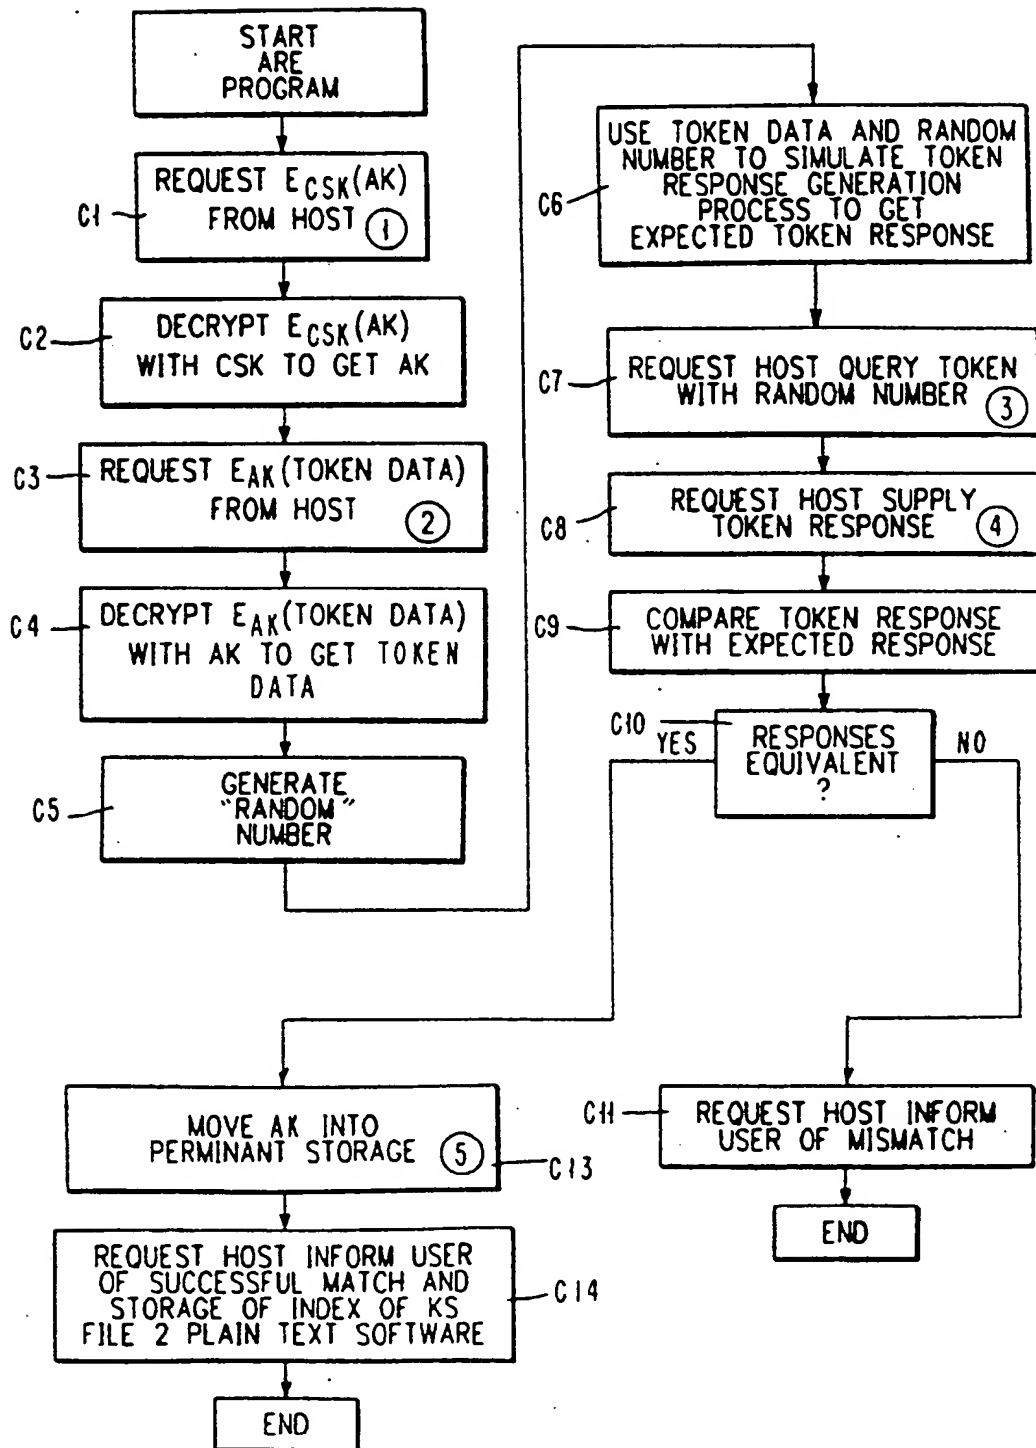 START
ARE
PROGRAM
C1
REQUEST ECSK(AK)
FROM HOST 1
C2
DECRYPT ECSK(AK)
WITH CSK TO GET AK
C3
REQUEST EAK(TOKEN DATA)
FROM HOST 2
C4
DECRYPT EAK(TOKEN DATA)
WITH AK TO GET TOKEN
DATA
C5
GENERATE
"RANDOM"
NUMBER
C6
USE TOKEN DATA AND RANDOM
NUMBER TO SIMULATE TOKEN
RESPONSE GENERATION
PROCESS TO GET
EXPECTED TOKEN RESPONSE
C7
REQUEST HOST QUERY TOKEN
WITH RANDOM NUMBER 3
C8
REQUEST HOST SUPPLY
TOKEN RESPONSE 4
C9
COMPARE TOKEN RESPONSE
WITH EXPECTED RESPONSE
C10
YES
RESPONSES
EQUIVALENT
?
NO
MOVE AK INTO
PERMINANT STORAGE 5
C13
C11
REQUEST HOST INFORM
USER OF MISMATCH
END
REQUEST HOST INFORM USER
OF SUCCESSFUL MATCH AND
STORAGE OF INDEX OF KS
FILE 2 PLAIN TEXT SOFTWARE
C14
END